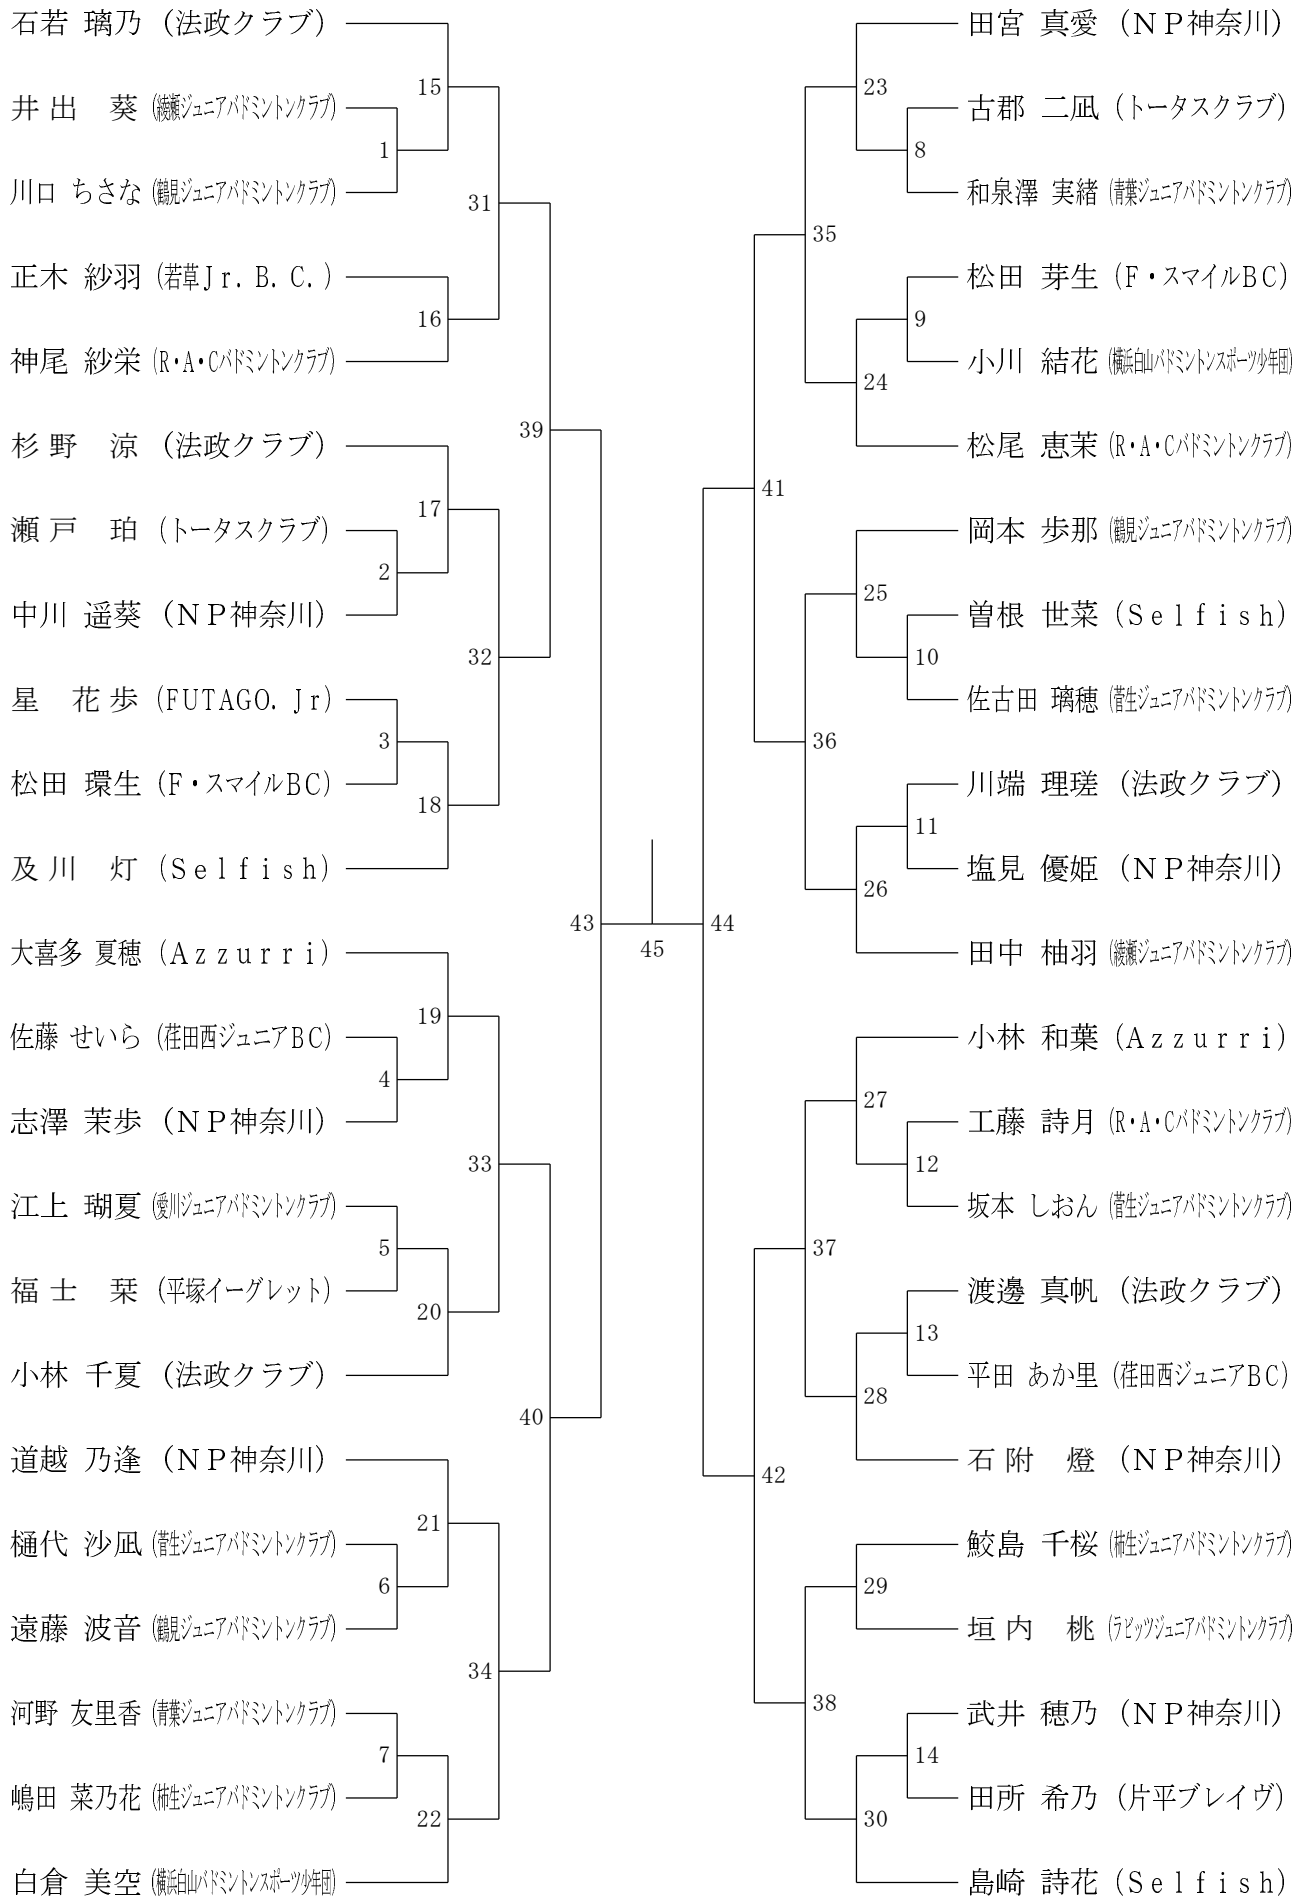 石若 璃乃 (法政クラブ)
井出 葵 (綾瀬ジュニアバドミントンクラブ)
川口 ちさな (鶴見ジュニアバドミントンクラブ)
正木 紗羽 (若草Jr.B.C.)
神尾 紗栄 (R・A・Cバドミントンクラブ)
杉野 涼 (法政クラブ)
瀬戸 珀 (トータスクラブ)
中川 遥葵 (NP神奈川)
星 花歩 (FUTAGO.Jr)
松田 環生 (F・スマイルBC)
及川 灯 (Selfish)
大喜多 夏穂 (Azzurri)
佐藤 せいら (荏田西ジュニアBC)
志澤 茉歩 (NP神奈川)
江上 瑚夏 (愛川ジュニアバドミントンクラブ)
福士 栞 (平塚イーグレット)
小林 千夏 (法政クラブ)
道越 乃逢 (NP神奈川)
樋代 沙凪 (菅生ジュニアバドミントンクラブ)
遠藤 波音 (鶴見ジュニアバドミントンクラブ)
河野 友里香 (青葉ジュニアバドミントンクラブ)
嶋田 菜乃花 (柿生ジュニアバドミントンクラブ)
白倉 美空 (横浜白山バドミントンスポーツ少年団)
1
2
3
4
5
6
7
15
16
17
18
19
20
21
22
31
32
33
34
39
40
43
45
44
41
42
35
36
37
38
23
24
25
26
27
28
29
30
8
9
10
11
12
13
14
田宮 真愛 (NP神奈川)
古郡 二凪 (トータスクラブ)
和泉澤 実緒 (青葉ジュニアバドミントンクラブ)
松田 芽生 (F・スマイルBC)
小川 結花 (横浜白山バドミントンスポーツ少年団)
松尾 恵茉 (R・A・Cバドミントンクラブ)
岡本 歩那 (鶴見ジュニアバドミントンクラブ)
曽根 世菜 (Selfish)
佐古田 璃穂 (菅生ジュニアバドミントンクラブ)
川端 理瑳 (法政クラブ)
塩見 優姫 (NP神奈川)
田中 柚羽 (綾瀬ジュニアバドミントンクラブ)
小林 和葉 (Azzurri)
工藤 詩月 (R・A・Cバドミントンクラブ)
坂本 しおん (菅生ジュニアバドミントンクラブ)
渡邊 真帆 (法政クラブ)
平田 あか里 (荏田西ジュニアBC)
石附 燈 (NP神奈川)
鮫島 千桜 (柿生ジュニアバドミントンクラブ)
垣内 桃 (ラビッツジュニアバドミントンクラブ)
武井 穂乃 (NP神奈川)
田所 希乃 (片平ブレイヴ)
島崎 詩花 (Selfish)